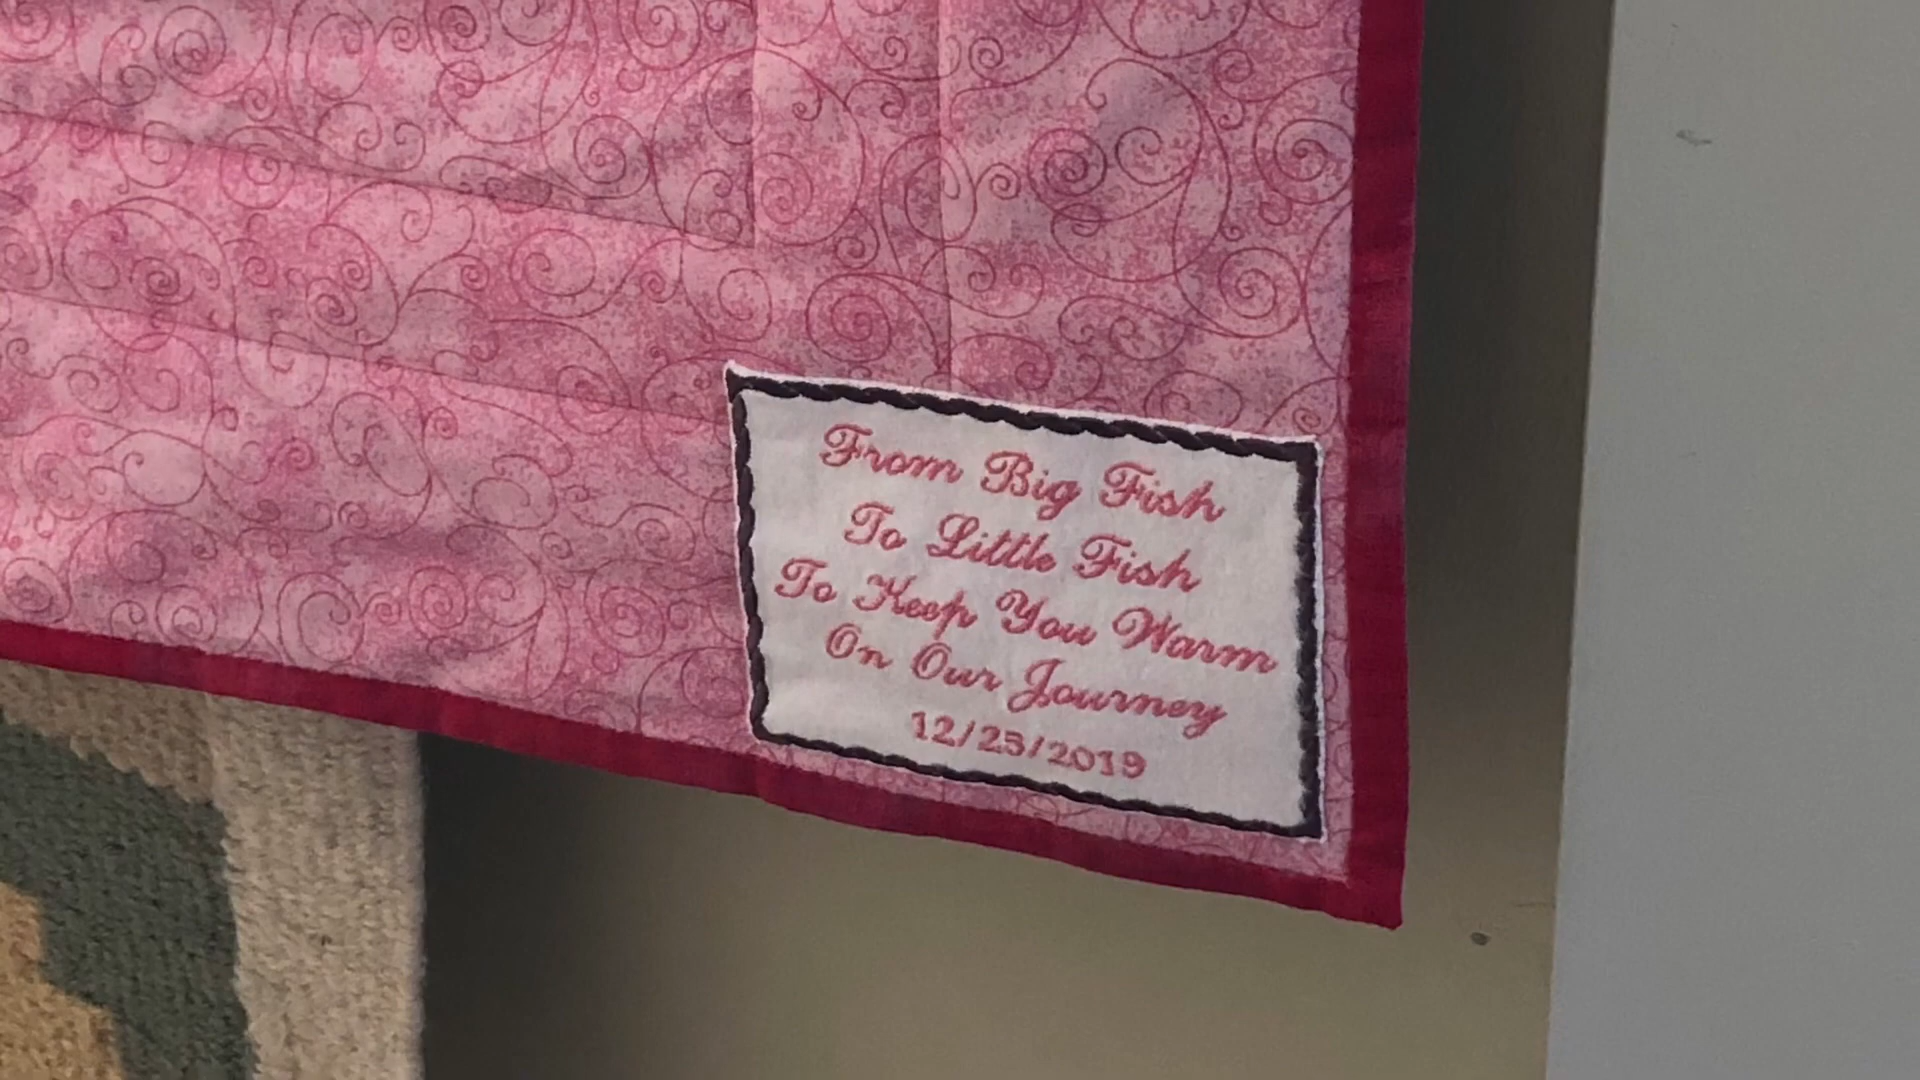 From Big Fish
To Little Fish
To Keep You Warm
On Our Journey
12/25/2019